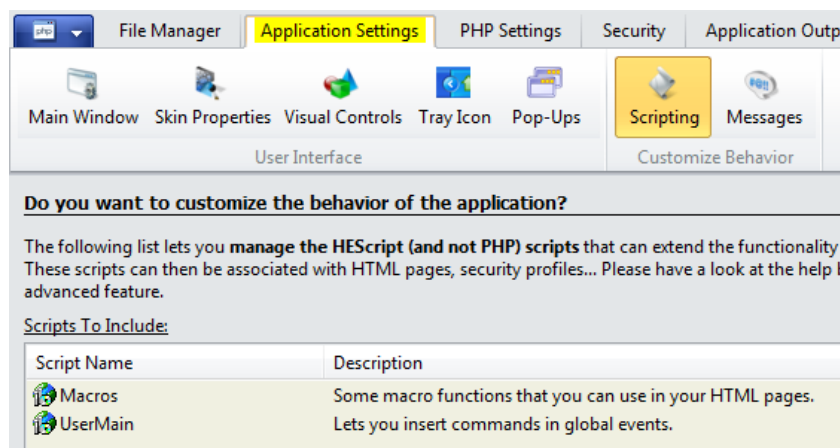 php
File Manager Application Settings PHP Settings Security Application Outp
Main Window Skin Properties Visual Controls Tray Icon Pop-Ups Scripting Messages
User Interface Customize Behavior
Do you want to customize the behavior of the application?
The following list lets you manage the HEScript (and not PHP) scripts that can extend the functionality
These scripts can then be associated with HTML pages, security profiles... Please have a look at the help
advanced feature.
Scripts To Include:
Script Name Description
Macros Some macro functions that you can use in your HTML pages.
UserMain Lets you insert commands in global events.